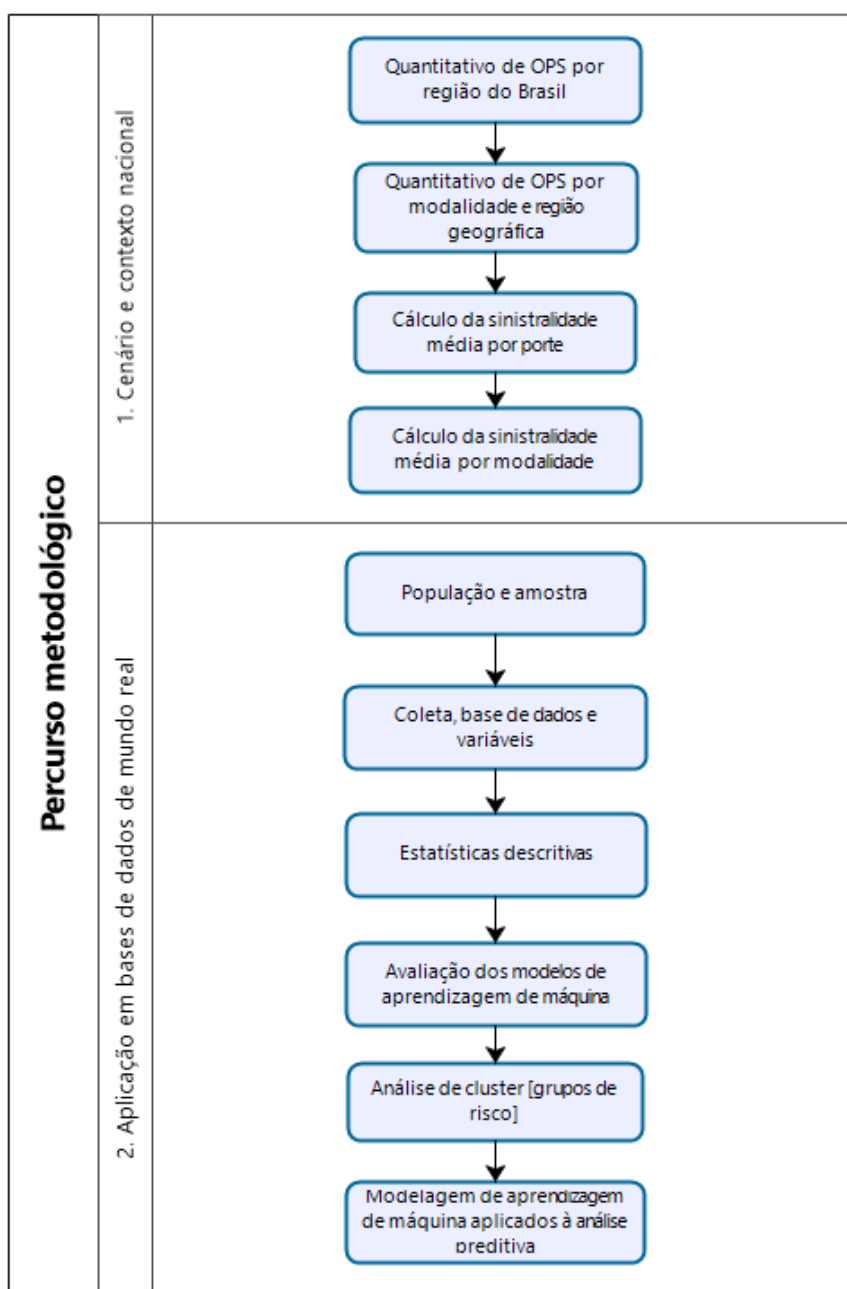 Percurso metodológico
1. Cenário e contexto nacional
Quantitativo de OPS por
região do Brasil
Quantitativo de OPS por
modalidade e região
geográfica
Cálculo da sinistralidade
média por porte
Cálculo da sinistralidade
média por modalidade
2. Aplicação em bases de dados de mundo real
População e amostra
Coleta, base de dados e
variáveis
Estatísticas descritivas
Avaliação dos modelos de
aprendizagem de máquina
Análise de cluster [grupos de
risco]
Modelagem de aprendizagem
de máquina aplicados à análise
preditiva